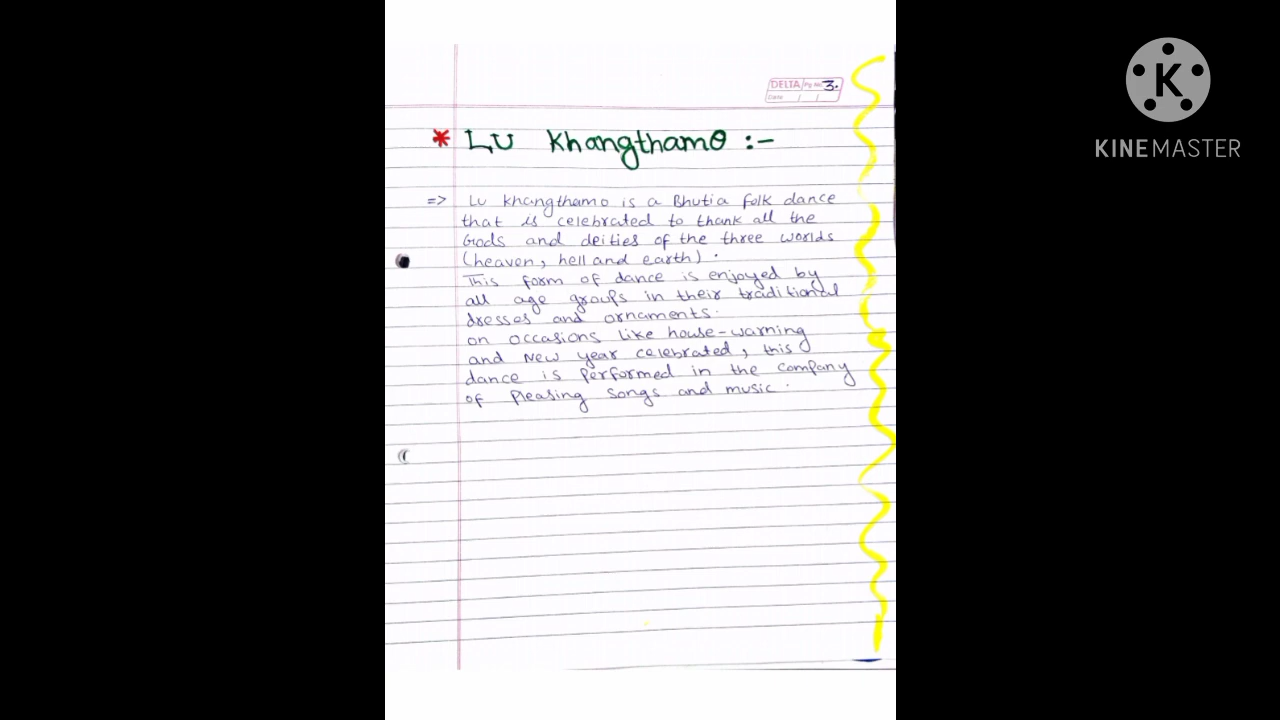 DELTA Pg No. 3.
Date / /
* LU Khangthamo :-
=> Lu Khangthamo is a Bhutia folk dance
that is celebrated to thank all the
Gods and deities of the three worlds
(heaven, hell and earth).
This form of dance is enjoyed by
all age groups in their traditional
dresses and ornaments.
on occasions like house-warning
and New year celebrated, this
dance is performed in the company
of pleasing songs and music.
K
KINEMASTER